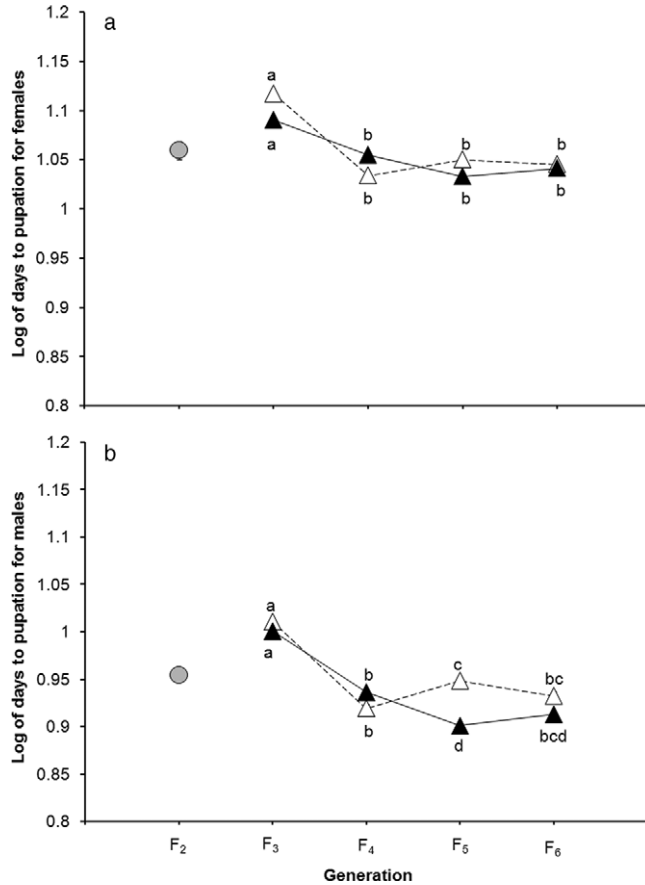 a
Log of days to pupation for females
1.2
1.15
1.1
1.05
1
0.95
0.9
0.85
0.8
a
a
b
b
b
b
b
b
b
Log of days to pupation for males
1.2
1.15
1.1
1.05
1
0.95
0.9
0.85
0.8
a
a
b
b
c
d
bc
bcd
F₂ F₃ F₄ F₅ F₆
Generation